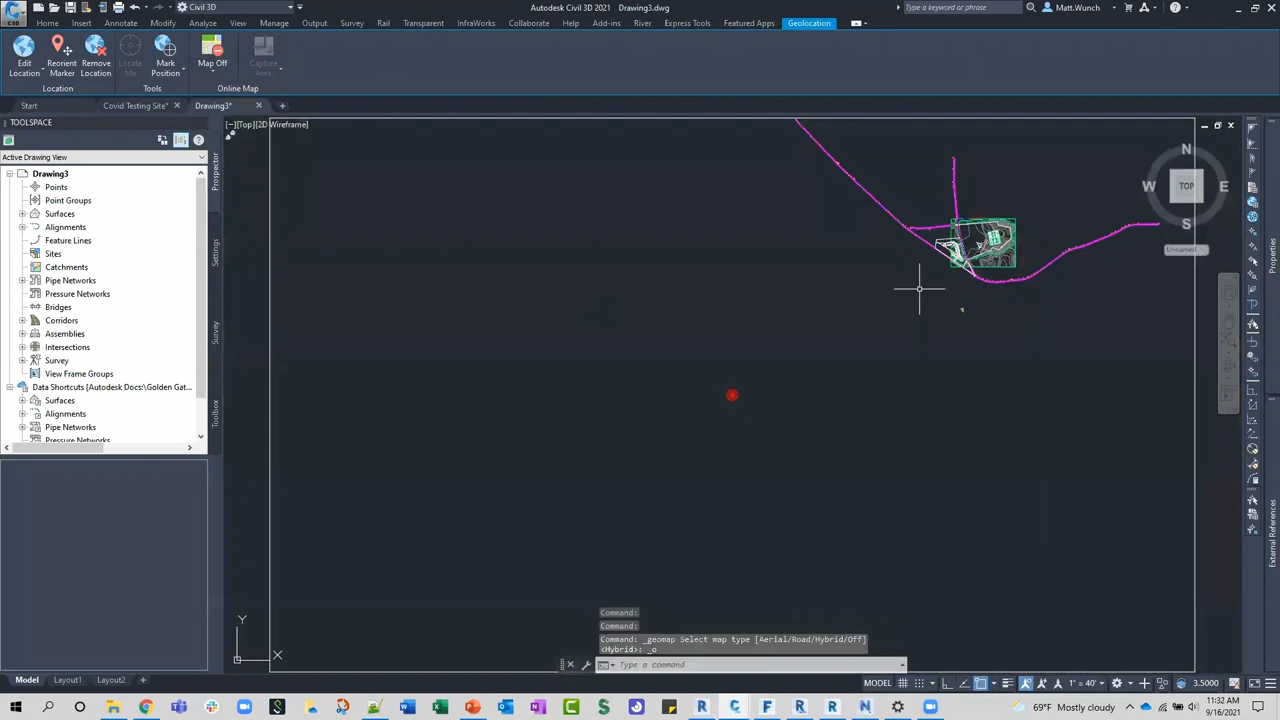 Civil 3D
Autodesk Civil 3D 2021 Drawing3.dwg
Type a keyword or phrase
Matt.Wunch
C3D
Home Insert Annotate Modify Analyze View Manage Output Survey Rail Transparent InfraWorks Collaborate Help Add-ins River Express Tools Featured Apps Geolocation
Edit Location
Reorient Marker
Remove Location
Locate Me
Mark Position
Map Off
Capture Area
Location
Tools
Online Map
Start
Covid Testing Site*
Drawing3*
TOOLSPACE
Active Drawing View
Drawing3
Points
Point Groups
Surfaces
Alignments
Feature Lines
Sites
Catchments
Pipe Networks
Pressure Networks
Bridges
Corridors
Assemblies
Intersections
Survey
View Frame Groups
Data Shortcuts [Autodesk Docs:\Golden Gat...
Surfaces
Alignments
Pipe Networks
Pressure Networks
Prospector
Settings
Survey
Toolbox
[−][Top][2D Wireframe]
N
W TOP E
S
Unnamed
Properties
External References
Y
X
Command:
Command:
Command: _geomap Select map type [Aerial/Road/Hybrid/Off]
<Hybrid>: _o
Type a command
Model Layout1 Layout2
MODEL
1" = 40'
3.5000
69°F Mostly cloudy
11:32 AM
9/16/2021